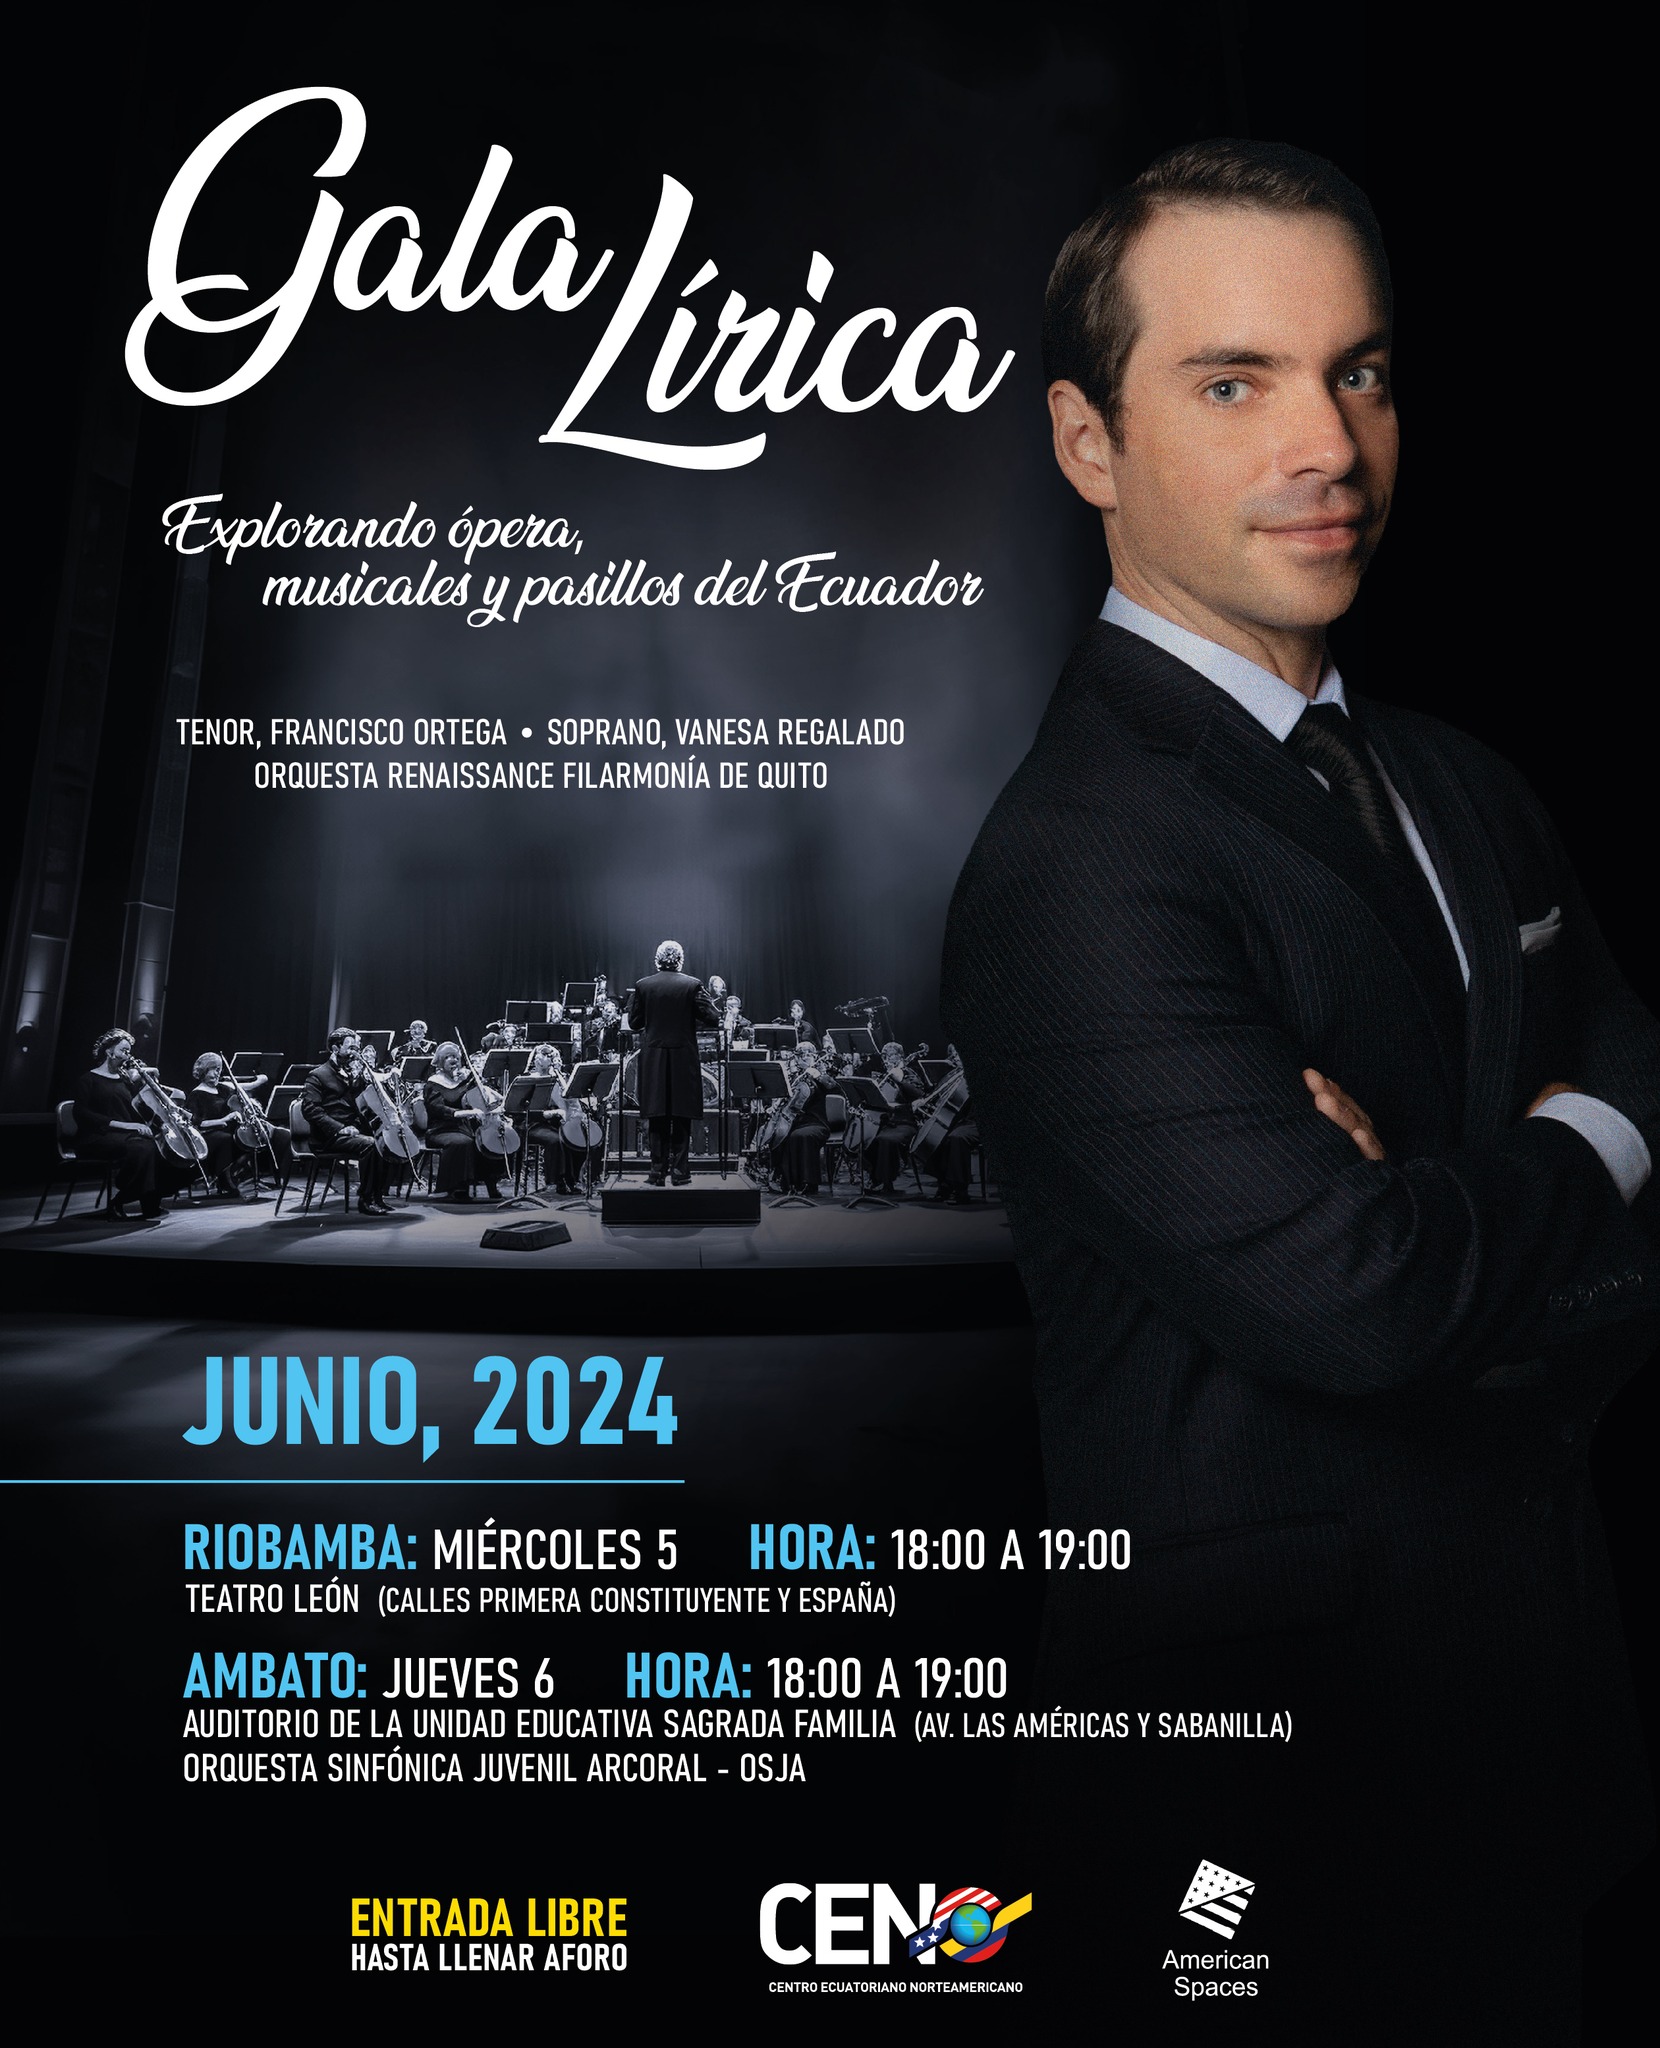 Gala Lírica
Explorando ópera,
musicales y pasillos del Ecuador
TENOR, FRANCISCO ORTEGA • SOPRANO, VANESA REGALADO
ORQUESTA RENAISSANCE FILARMONÍA DE QUITO
JUNIO, 2024
RIOBAMBA: MIÉRCOLES 5 HORA: 18:00 A 19:00
TEATRO LEÓN (CALLES PRIMERA CONSTITUYENTE Y ESPAÑA)
AMBATO: JUEVES 6 HORA: 18:00 A 19:00
AUDITORIO DE LA UNIDAD EDUCATIVA SAGRADA FAMILIA (AV. LAS AMÉRICAS Y SABANILLA)
ORQUESTA SINFÓNICA JUVENIL ARCORAL - OSJA
ENTRADA LIBRE
HASTA LLENAR AFORO
CEN
CENTRO ECUATORIANO NORTEAMERICANO
American
Spaces